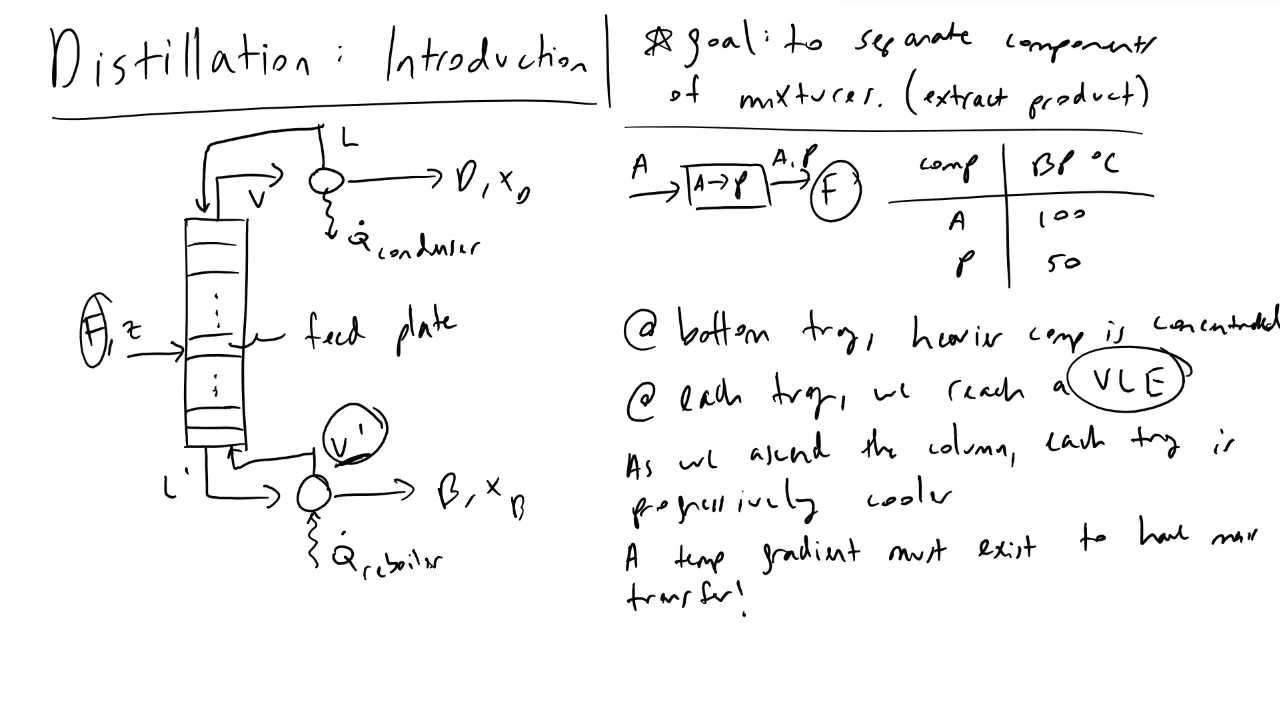 Distillation: Introduction
☆ goal: to separate components
of mixtures. (extract product)
L
V
D, x_D
Q̇ condenser
F, z
feed plate
V'
L'
B, x_B
Q̇ reboiler
A
A→P
A, P
F
comp | BP °C
A | 100
P | 50
@ bottom tray, heavier comp is concentrated
@ each tray, we reach a VLE
As we ascend the column, each tray is
progressively cooler
A temp gradient must exist to have mass
transfer!